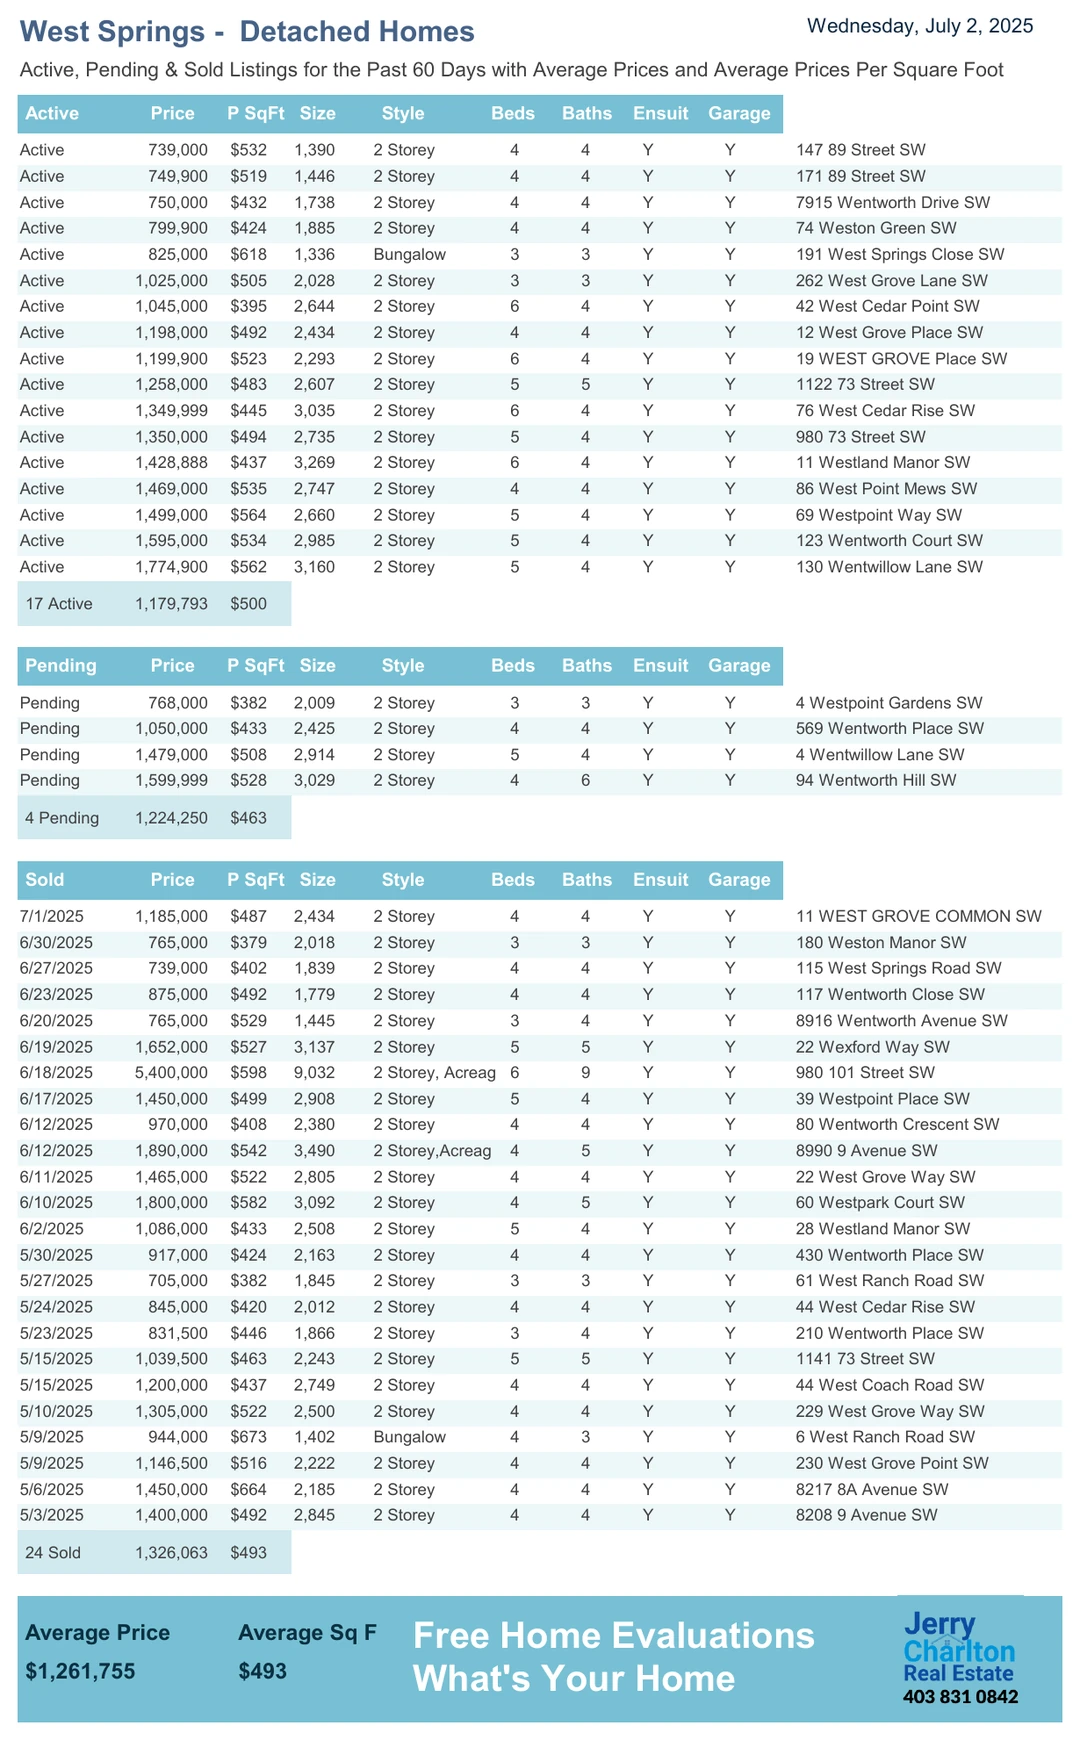 West Springs -  Detached Homes
Wednesday, July 2, 2025
Active, Pending & Sold Listings for the Past 60 Days with Average Prices and Average Prices Per Square Foot
Active Price P SqFt Size Style Beds Baths Ensuit Garage
Active 739,000 $532 1,390 2 Storey 4 4 Y Y 147 89 Street SW
Active 749,900 $519 1,446 2 Storey 4 4 Y Y 171 89 Street SW
Active 750,000 $432 1,738 2 Storey 4 4 Y Y 7915 Wentworth Drive SW
Active 799,900 $424 1,885 2 Storey 4 4 Y Y 74 Weston Green SW
Active 825,000 $618 1,336 Bungalow 3 3 Y Y 191 West Springs Close SW
Active 1,025,000 $505 2,028 2 Storey 3 3 Y Y 262 West Grove Lane SW
Active 1,045,000 $395 2,644 2 Storey 6 4 Y Y 42 West Cedar Point SW
Active 1,198,000 $492 2,434 2 Storey 4 4 Y Y 12 West Grove Place SW
Active 1,199,900 $523 2,293 2 Storey 6 4 Y Y 19 WEST GROVE Place SW
Active 1,258,000 $483 2,607 2 Storey 5 5 Y Y 1122 73 Street SW
Active 1,349,999 $445 3,035 2 Storey 6 4 Y Y 76 West Cedar Rise SW
Active 1,350,000 $494 2,735 2 Storey 5 4 Y Y 980 73 Street SW
Active 1,428,888 $437 3,269 2 Storey 6 4 Y Y 11 Westland Manor SW
Active 1,469,000 $535 2,747 2 Storey 4 4 Y Y 86 West Point Mews SW
Active 1,499,000 $564 2,660 2 Storey 5 4 Y Y 69 Westpoint Way SW
Active 1,595,000 $534 2,985 2 Storey 5 4 Y Y 123 Wentworth Court SW
Active 1,774,900 $562 3,160 2 Storey 5 4 Y Y 130 Wentwillow Lane SW
17 Active 1,179,793 $500
Pending Price P SqFt Size Style Beds Baths Ensuit Garage
Pending 768,000 $382 2,009 2 Storey 3 3 Y Y 4 Westpoint Gardens SW
Pending 1,050,000 $433 2,425 2 Storey 4 4 Y Y 569 Wentworth Place SW
Pending 1,479,000 $508 2,914 2 Storey 5 4 Y Y 4 Wentwillow Lane SW
Pending 1,599,999 $528 3,029 2 Storey 4 6 Y Y 94 Wentworth Hill SW
4 Pending 1,224,250 $463
Sold Price P SqFt Size Style Beds Baths Ensuit Garage
7/1/2025 1,185,000 $487 2,434 2 Storey 4 4 Y Y 11 WEST GROVE COMMON SW
6/30/2025 765,000 $379 2,018 2 Storey 3 3 Y Y 180 Weston Manor SW
6/27/2025 739,000 $402 1,839 2 Storey 4 4 Y Y 115 West Springs Road SW
6/23/2025 875,000 $492 1,779 2 Storey 4 4 Y Y 117 Wentworth Close SW
6/20/2025 765,000 $529 1,445 2 Storey 3 4 Y Y 8916 Wentworth Avenue SW
6/19/2025 1,652,000 $527 3,137 2 Storey 5 5 Y Y 22 Wexford Way SW
6/18/2025 5,400,000 $598 9,032 2 Storey, Acreag 6 9 Y Y 980 101 Street SW
6/17/2025 1,450,000 $499 2,908 2 Storey 5 4 Y Y 39 Westpoint Place SW
6/12/2025 970,000 $408 2,380 2 Storey 4 4 Y Y 80 Wentworth Crescent SW
6/12/2025 1,890,000 $542 3,490 2 Storey,Acreag 4 5 Y Y 8990 9 Avenue SW
6/11/2025 1,465,000 $522 2,805 2 Storey 4 4 Y Y 22 West Grove Way SW
6/10/2025 1,800,000 $582 3,092 2 Storey 4 5 Y Y 60 Westpark Court SW
6/2/2025 1,086,000 $433 2,508 2 Storey 5 4 Y Y 28 Westland Manor SW
5/30/2025 917,000 $424 2,163 2 Storey 4 4 Y Y 430 Wentworth Place SW
5/27/2025 705,000 $382 1,845 2 Storey 3 3 Y Y 61 West Ranch Road SW
5/24/2025 845,000 $420 2,012 2 Storey 4 4 Y Y 44 West Cedar Rise SW
5/23/2025 831,500 $446 1,866 2 Storey 3 4 Y Y 210 Wentworth Place SW
5/15/2025 1,039,500 $463 2,243 2 Storey 5 5 Y Y 1141 73 Street SW
5/15/2025 1,200,000 $437 2,749 2 Storey 4 4 Y Y 44 West Coach Road SW
5/10/2025 1,305,000 $522 2,500 2 Storey 4 4 Y Y 229 West Grove Way SW
5/9/2025 944,000 $673 1,402 Bungalow 4 3 Y Y 6 West Ranch Road SW
5/9/2025 1,146,500 $516 2,222 2 Storey 4 4 Y Y 230 West Grove Point SW
5/6/2025 1,450,000 $664 2,185 2 Storey 4 4 Y Y 8217 8A Avenue SW
5/3/2025 1,400,000 $492 2,845 2 Storey 4 4 Y Y 8208 9 Avenue SW
24 Sold 1,326,063 $493
Average Price Average Sq F
$1,261,755 $493
Free Home Evaluations
What's Your Home
Jerry
Charlton
Real Estate
403 831 0842